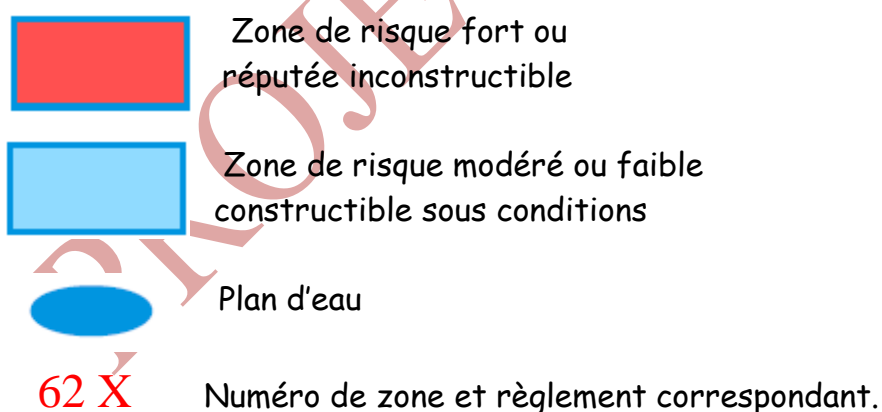 Zone de risque fort ou
réputée inconstructible
Zone de risque modéré ou faible
constructible sous conditions
Plan d'eau
62 X Numéro de zone et règlement correspondant.
PROJE